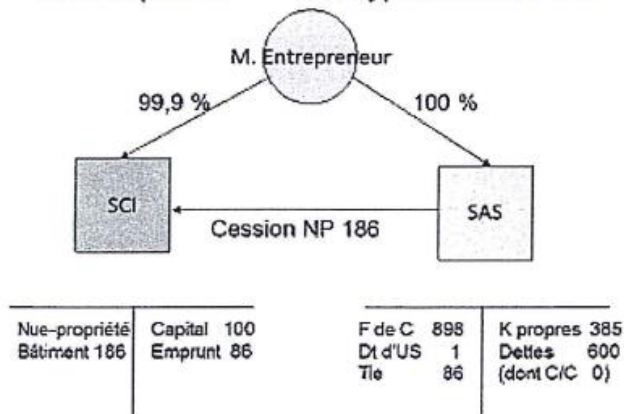 M. Entrepreneur
99,9 %
100 %
SCI
SAS
Cession NP 186
Nue-propriété
Bâtiment 186
Capital 100
Emprunt 86
F de C 898
Dt d'US 1
Tie 86
K propres 385
Dettes 600
(dont C/C 0)